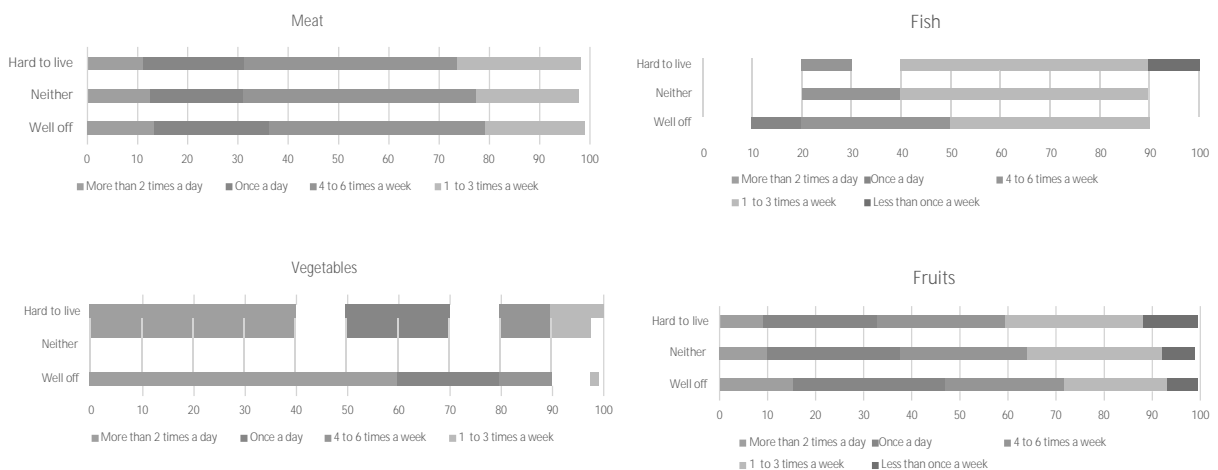 Meat
Hard to live
Neither
Well off
0 10 20 30 40 50 60 70 80 90 100
More than 2 times a day Once a day 4 to 6 times a week 1 to 3 times a week
Fish
Hard to live
Neither
Well off
0 10 20 30 40 50 60 70 80 90 100
More than 2 times a day Once a day 4 to 6 times a week
1 to 3 times a week Less than once a week
Vegetables
Hard to live
Neither
Well off
0 10 20 30 40 50 60 70 80 90 100
More than 2 times a day Once a day 4 to 6 times a week 1 to 3 times a week
Fruits
Hard to live
Neither
Well off
0 10 20 30 40 50 60 70 80 90 100
More than 2 times a day Once a day 4 to 6 times a week
1 to 3 times a week Less than once a week